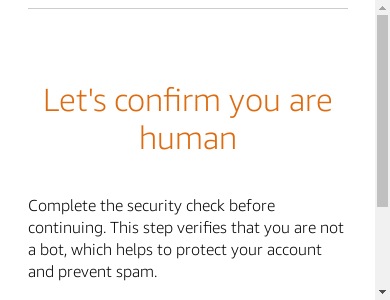 Let's confirm you are
human
Complete the security check before
continuing. This step verifies that you are not
a bot, which helps to protect your account
and prevent spam.